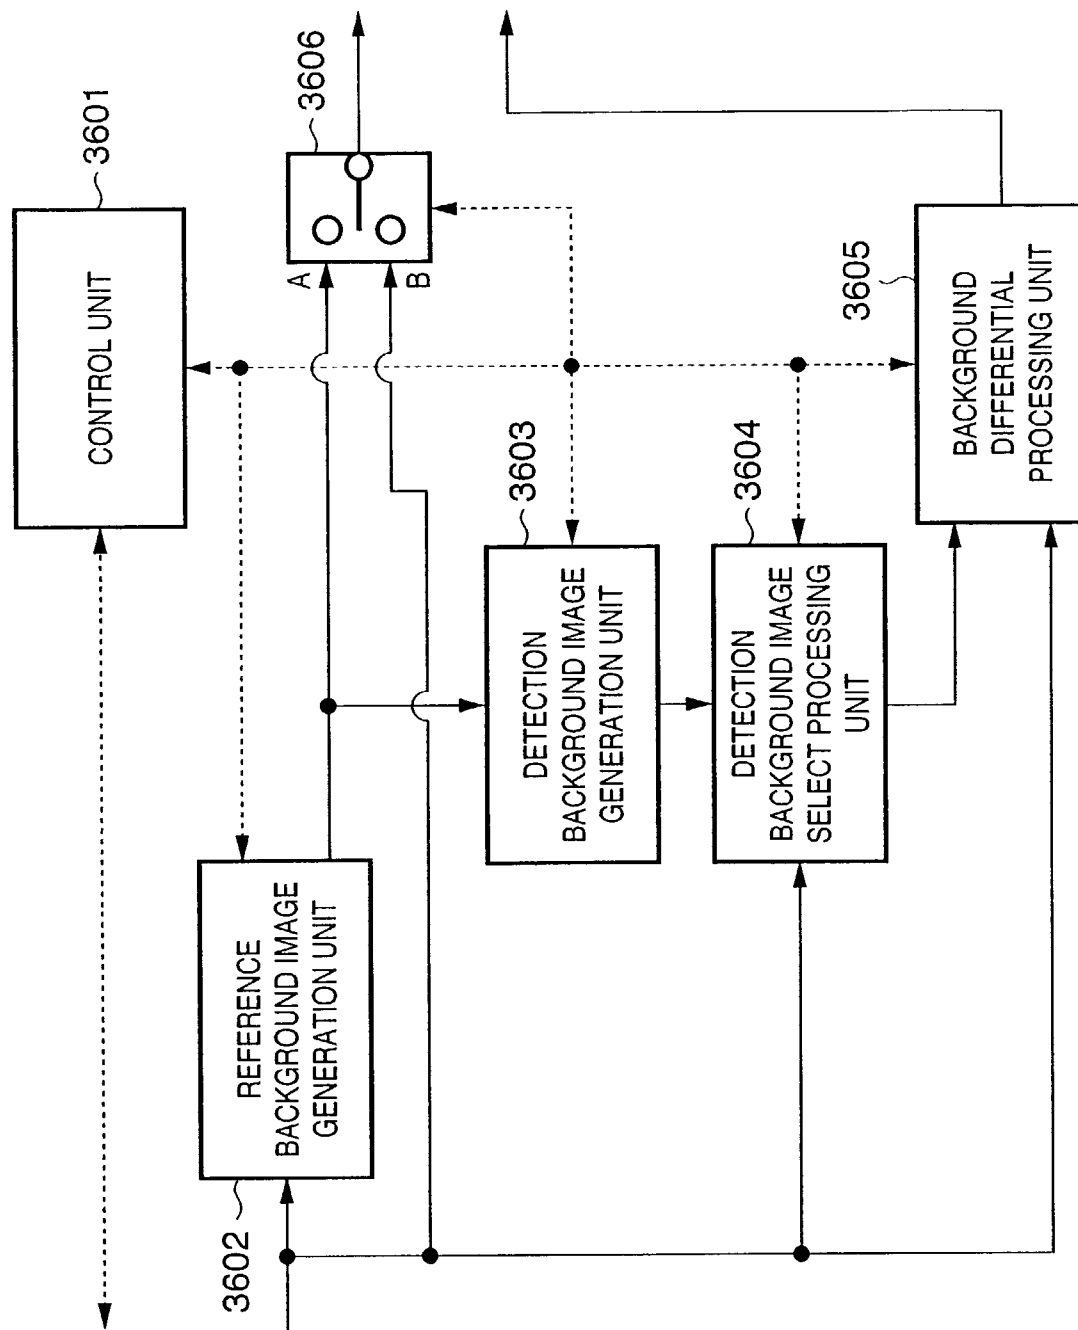 3601
CONTROL UNIT
3602
REFERENCE
BACKGROUND IMAGE
GENERATION UNIT
A
B
3606
3603
DETECTION
BACKGROUND IMAGE
GENERATION UNIT
3604
DETECTION
BACKGROUND IMAGE
SELECT PROCESSING
UNIT
3605
BACKGROUND
DIFFERENTIAL
PROCESSING UNIT